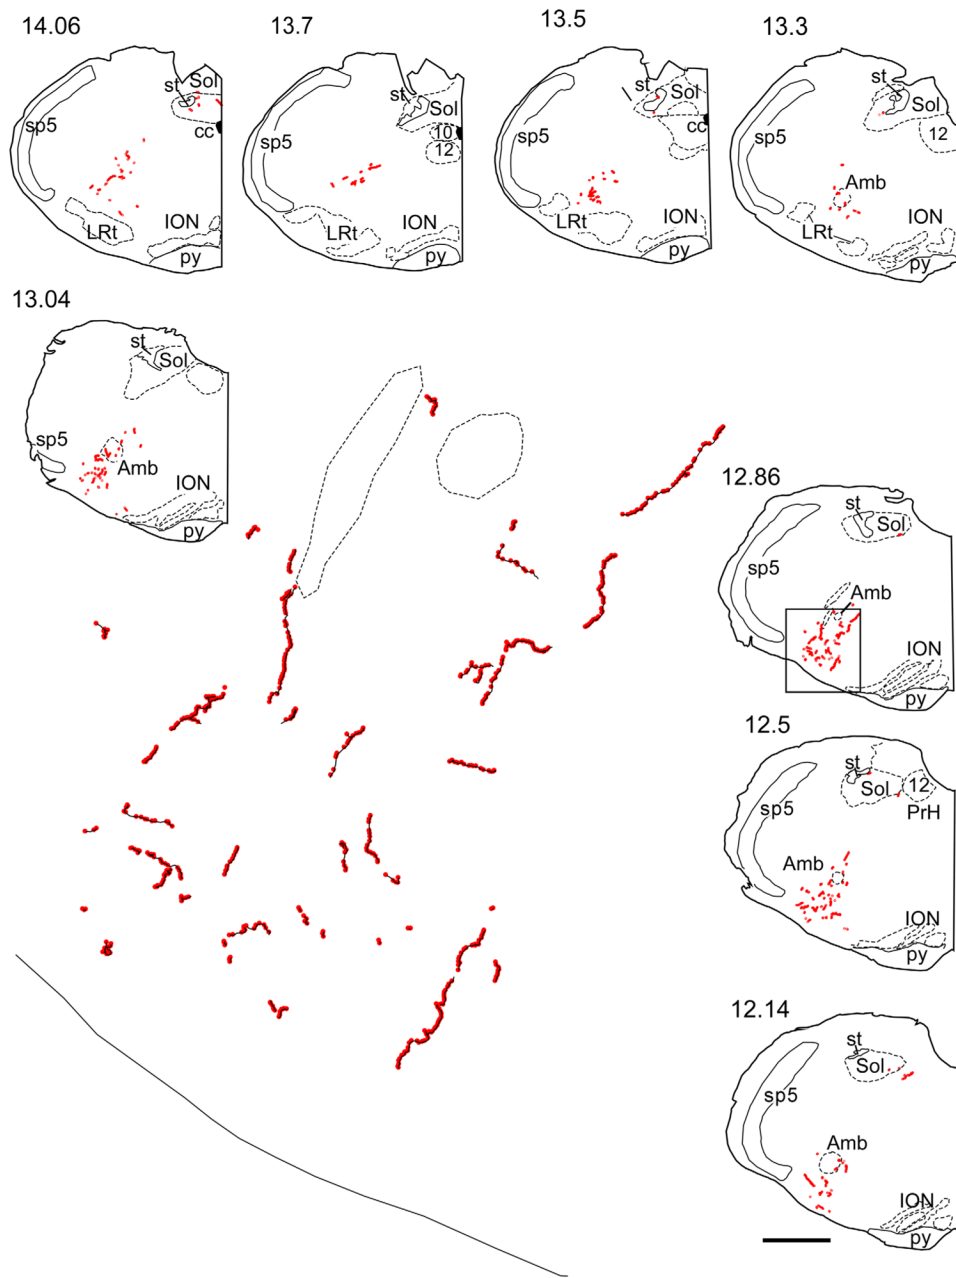 14.06
st
Sol
sp5
cc
LRt
ION
py
13.7
st
Sol
10
12
sp5
LRt
ION
py
13.5
st
Sol
cc
sp5
LRt
ION
py
13.3
st
Sol
12
sp5
Amb
LRt
ION
py
13.04
st
Sol
sp5
Amb
ION
py
12.86
st
Sol
sp5
Amb
ION
py
12.5
st
Sol
12
PrH
sp5
Amb
ION
py
12.14
st
Sol
sp5
Amb
ION
py